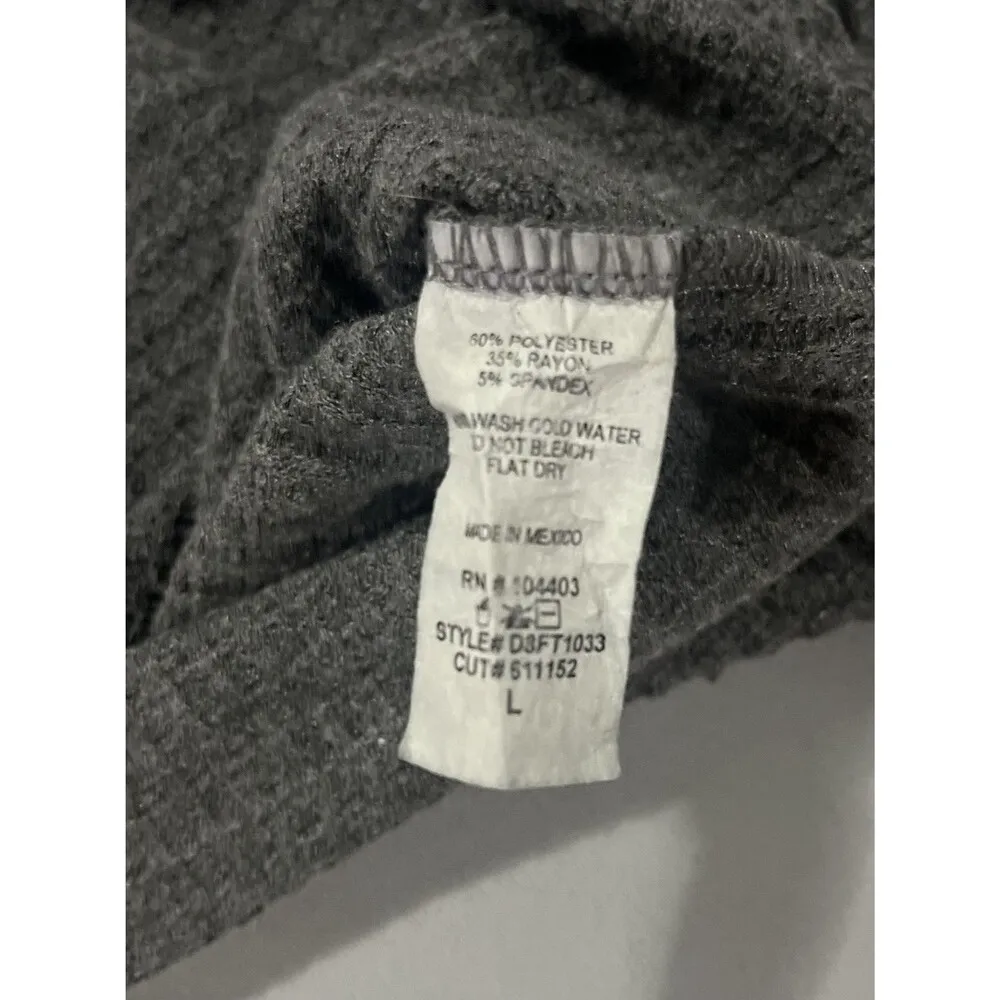 60% POLYESTER
35% RAYON
5% SPANDEX
WASH COLD WATER
DO NOT BLEACH
FLAT DRY
MADE IN MEXICO
RN # 104403
STYLE# D3FT1033
CUT# 611152
L